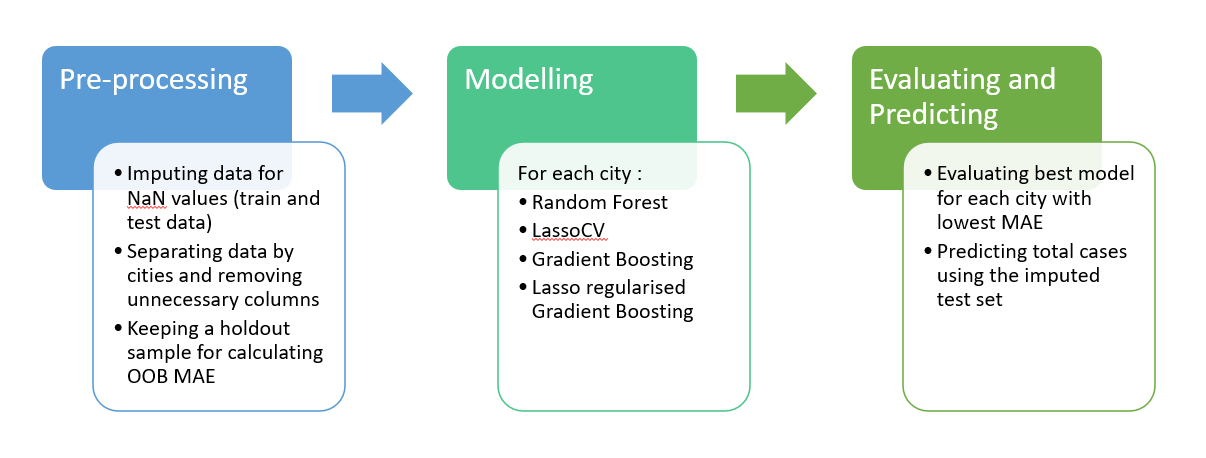 Pre-processing
• Imputing data for
NaN values (train and
test data)
• Separating data by
cities and removing
unnecessary columns
• Keeping a holdout
sample for calculating
OOB MAE
Modelling
For each city :
• Random Forest
• LassoCV
• Gradient Boosting
• Lasso regularised
Gradient Boosting
Evaluating and
Predicting
• Evaluating best model
for each city with
lowest MAE
• Predicting total cases
using the imputed
test set